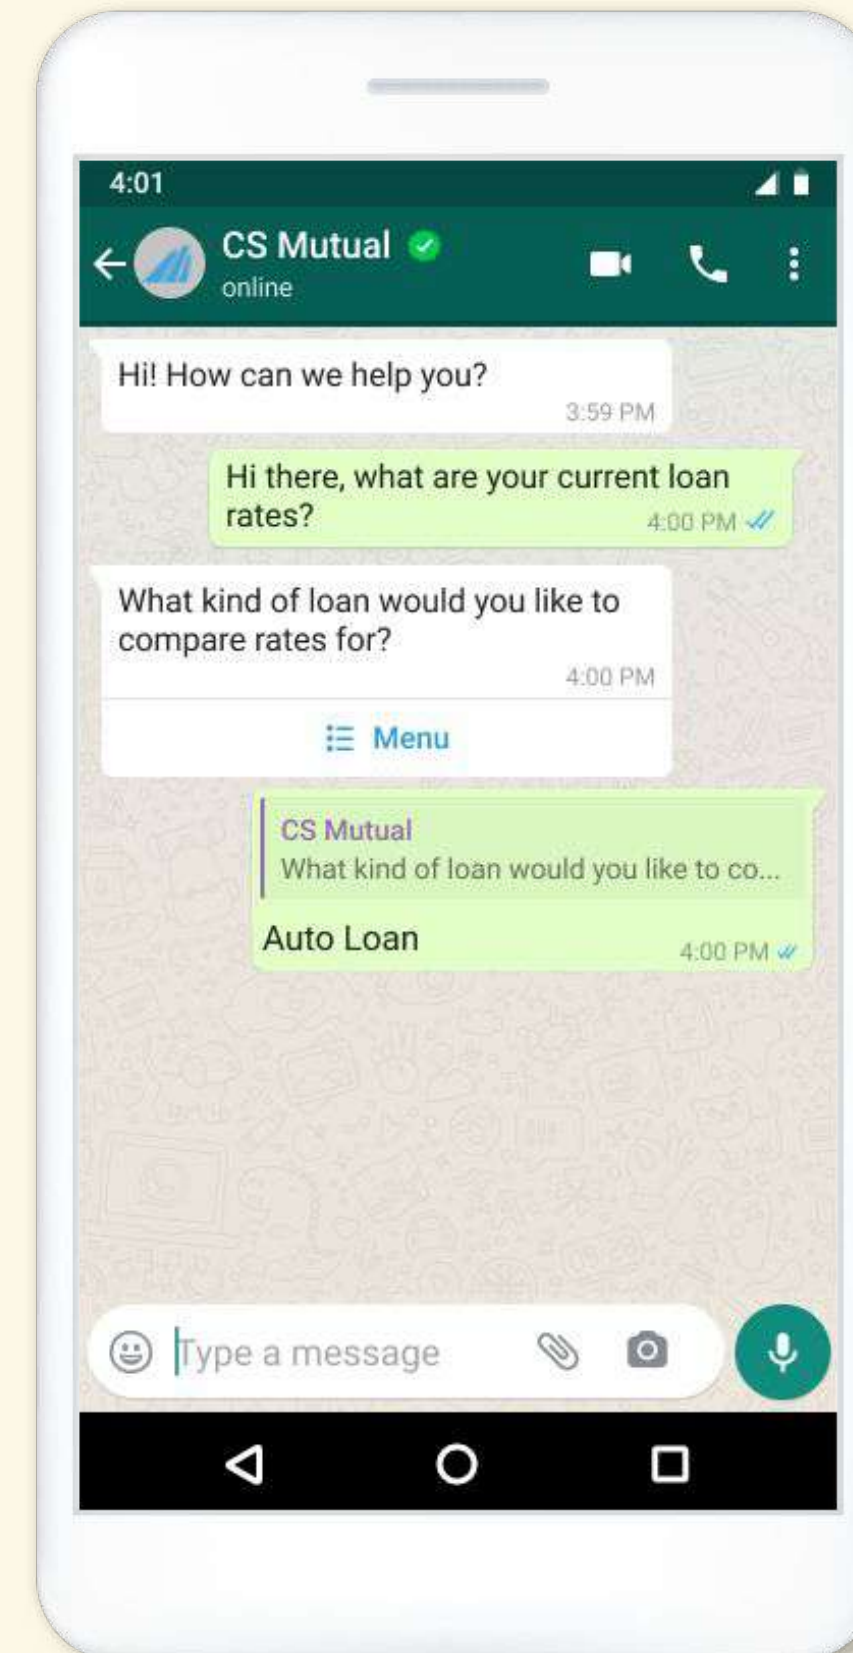 4:01
CS Mutual
online
Hi! How can we help you?
3:59 PM
Hi there, what are your current loan
rates?
4:00 PM
What kind of loan would you like to
compare rates for?
4:00 PM
Menu
CS Mutual
What kind of loan would you like to co...
Auto Loan
4:00 PM
Type a message